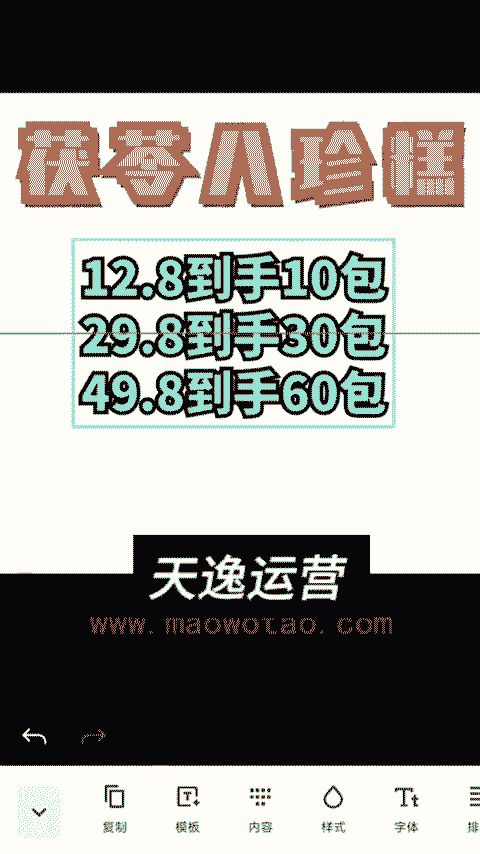 茯苓八珍糕
12.8到手10包
29.8到手30包
49.8到手60包
天逸运营
www.maowotao.com
复制 模板 内容 样式 字体 排